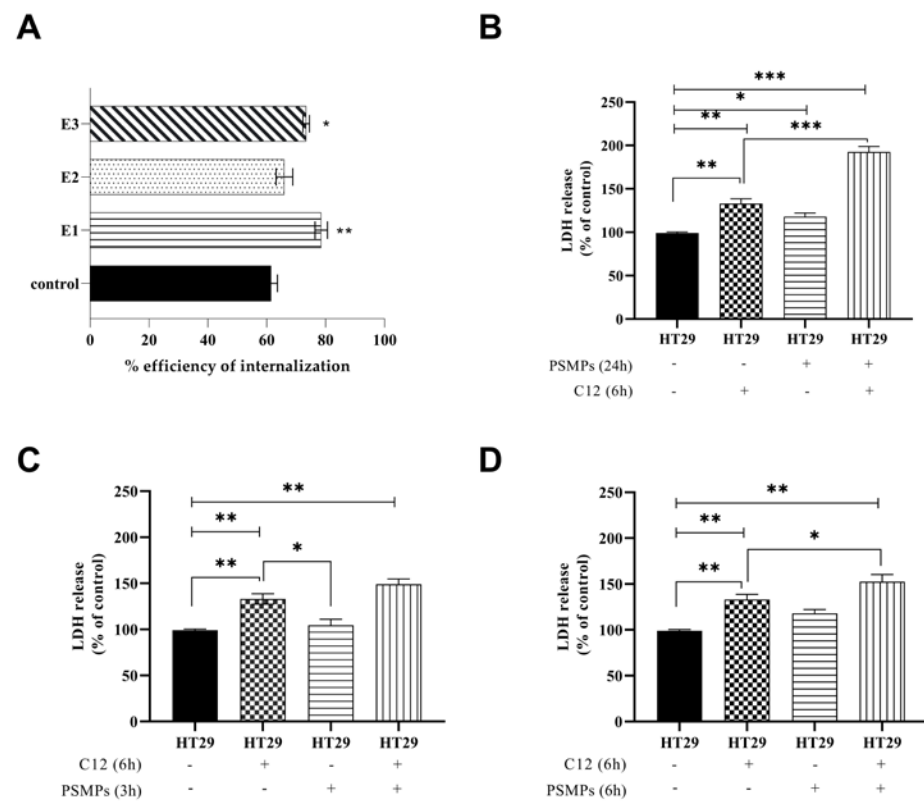 A
E3
*
E2
E1
**
control
0 20 40 60 80 100
% efficiency of internalization
B
***
*
**
***
**
250
200
150
100
50
0
LDH release
(% of control)
HT29 HT29 HT29 HT29
PSMPs (24h) - - + +
C12 (6h) - + - +
C
**
**
*
**
250
200
150
100
50
0
LDH release
(% of control)
HT29 HT29 HT29 HT29
C12 (6h) - + - +
PSMPs (3h) - - + +
D
**
**
*
**
250
200
150
100
50
0
LDH release
(% of control)
HT29 HT29 HT29 HT29
C12 (6h) - + - +
PSMPs (6h) - - + +